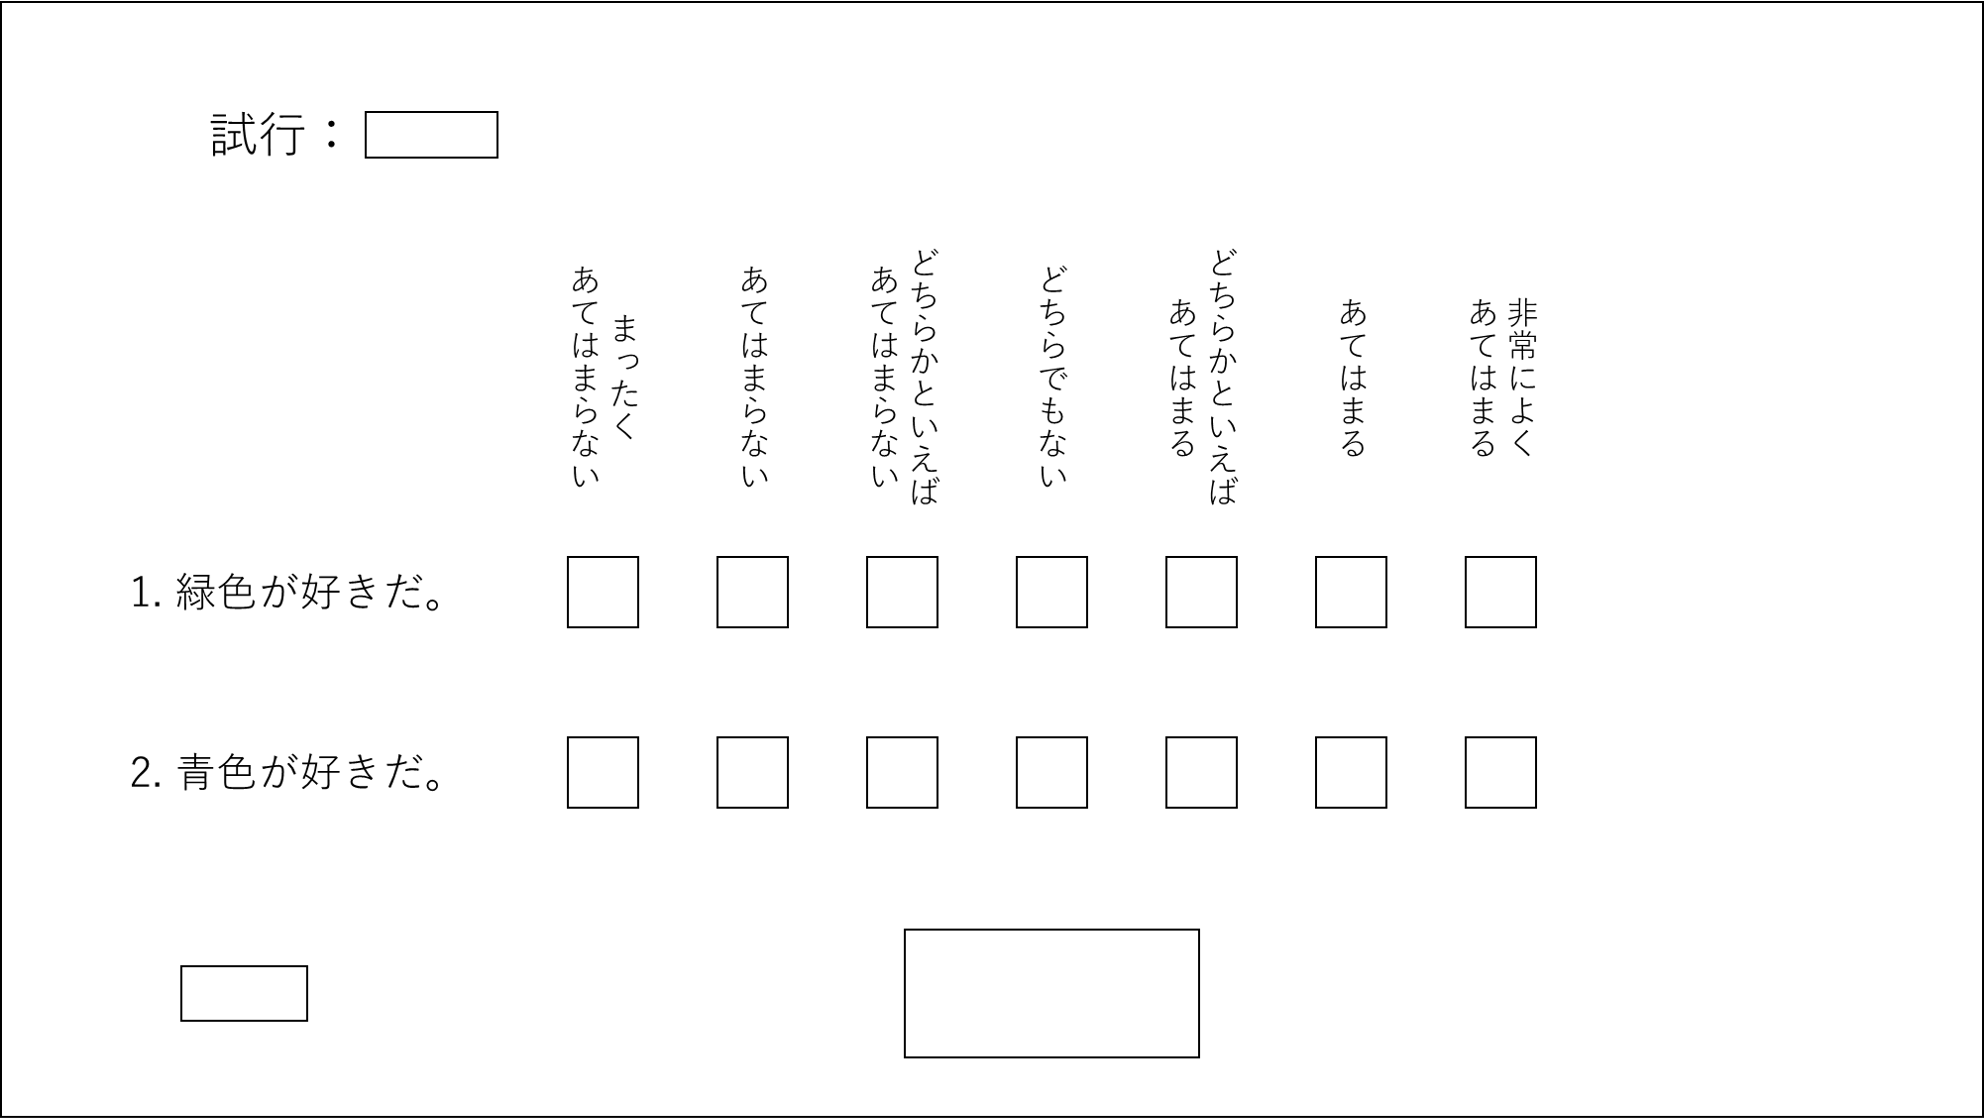 試行：
まったく
あてはまらない
あてはまらない
どちらかといえば
あてはまらない
どちらでもない
どちらかといえば
あてはまる
あてはまる
非常によく
あてはまる
1. 緑色が好きだ。
2. 青色が好きだ。